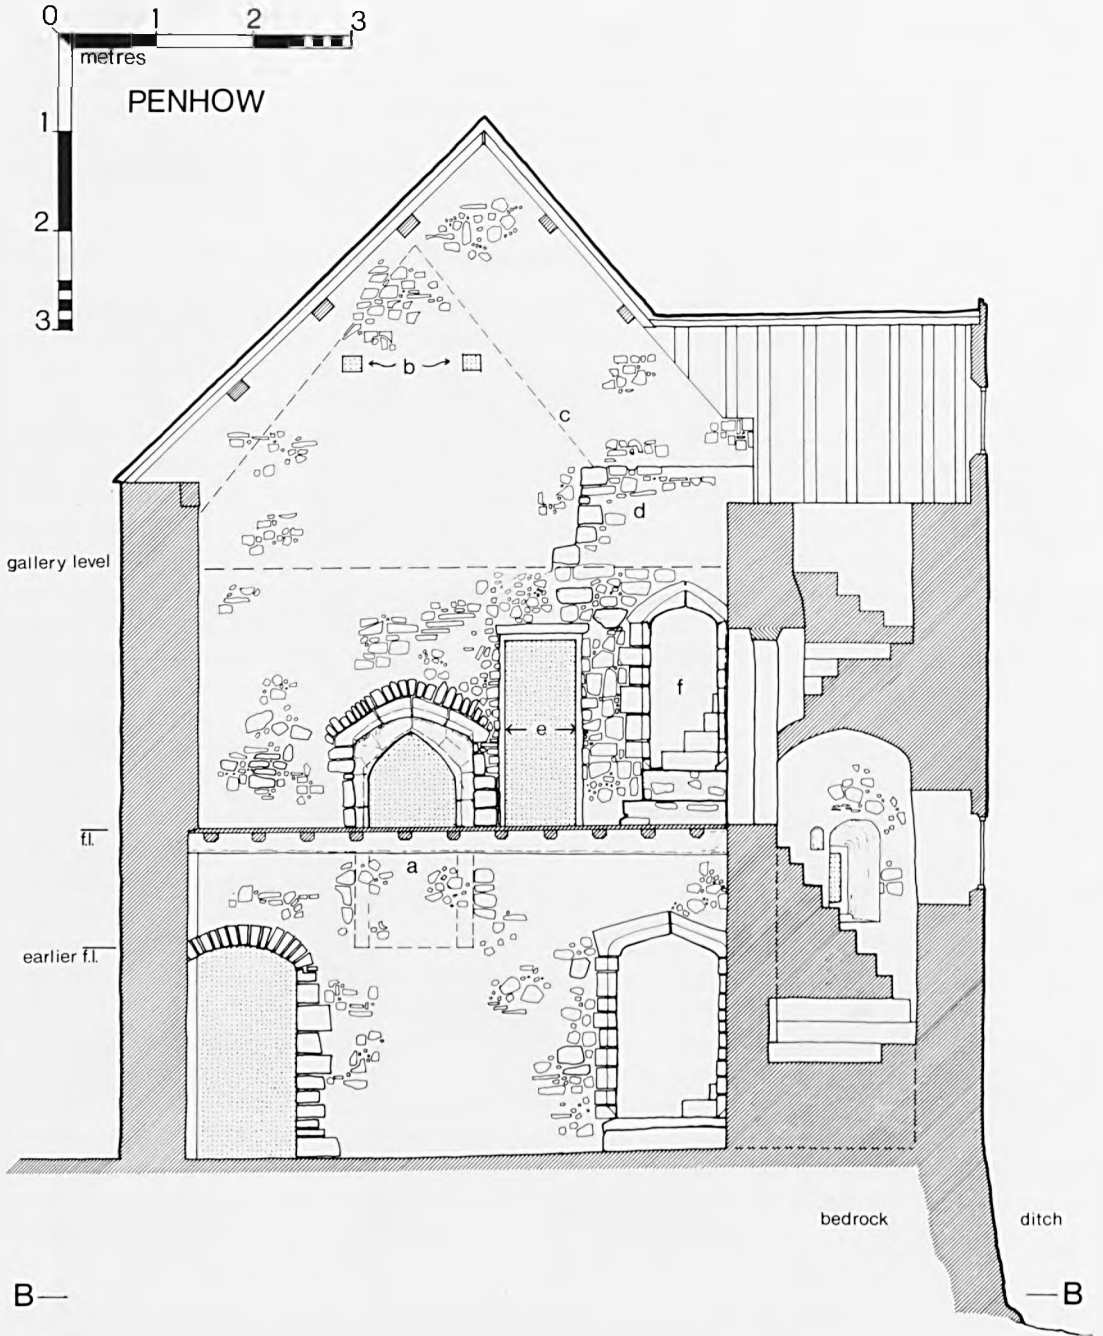 0 1 2 3
metres
PENHOW
1
2
3
b
c
d
gallery level
f
e
f.l.
a
earlier f.l.
bedrock ditch
B B